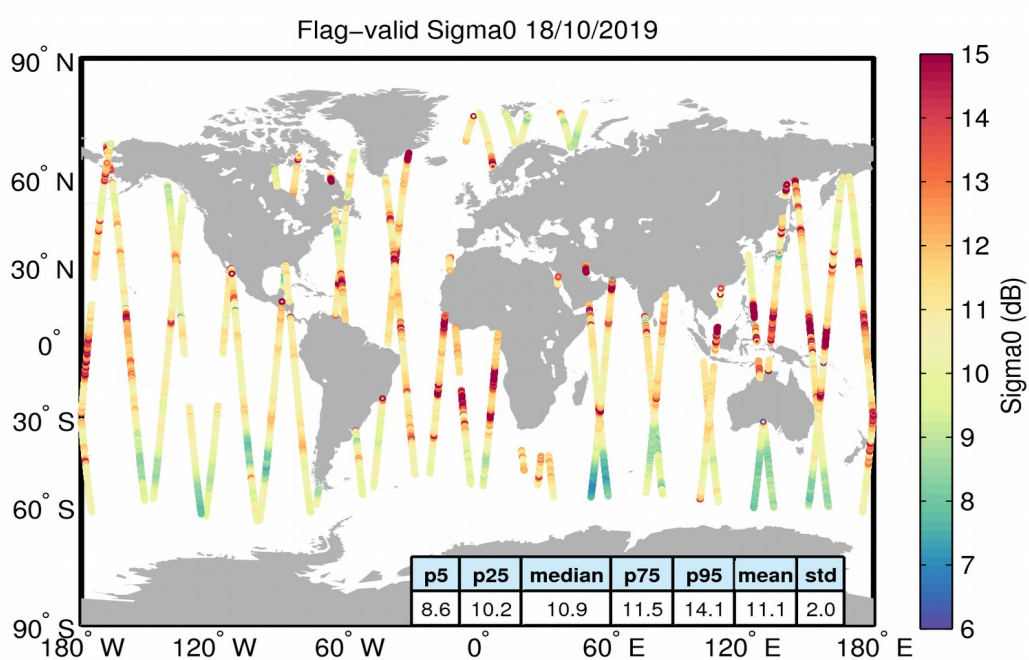 Flag−valid Sigma0 18/10/2019
90° N
60° N
30° N
0°
30° S
60° S
90° S
180° W 120° W 60° W 0° 60° E 120° E 180° E
p5 p25 median p75 p95 mean std
8.6 10.2 10.9 11.5 14.1 11.1 2.0
15
14
13
12
11
10
9
8
7
6
Sigma0 (dB)